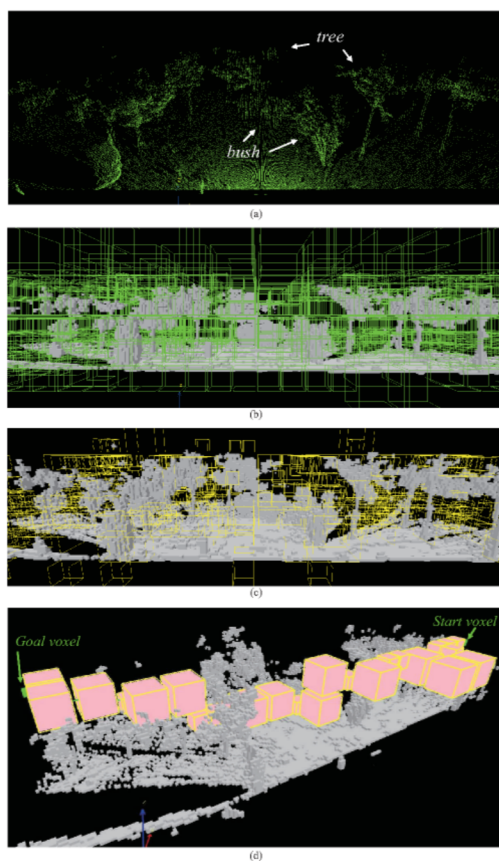 tree
bush
(a)
(b)
(c)
Goal voxel
Start voxel
(d)